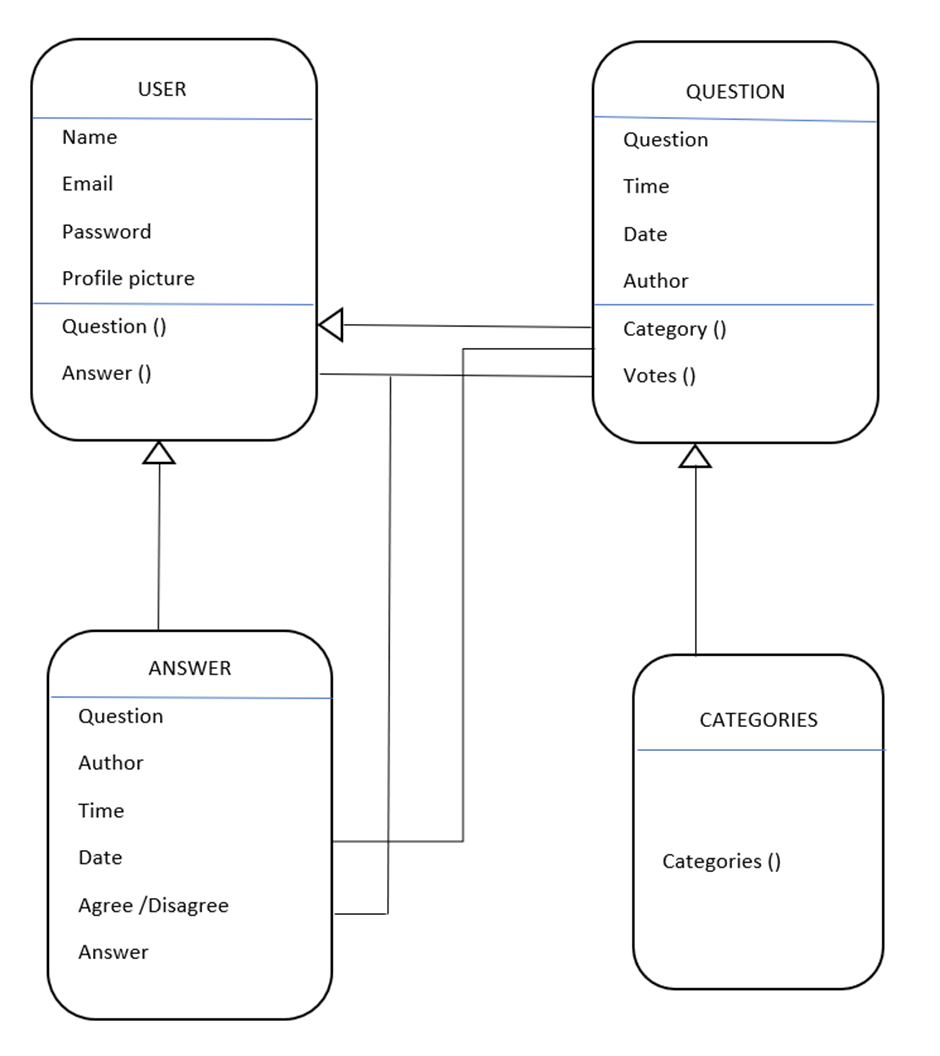 USER
Name
Email
Password
Profile picture
Question ()
Answer ()
QUESTION
Question
Time
Date
Author
Category ()
Votes ()
ANSWER
Question
Author
Time
Date
Agree /Disagree
Answer
CATEGORIES
Categories ()